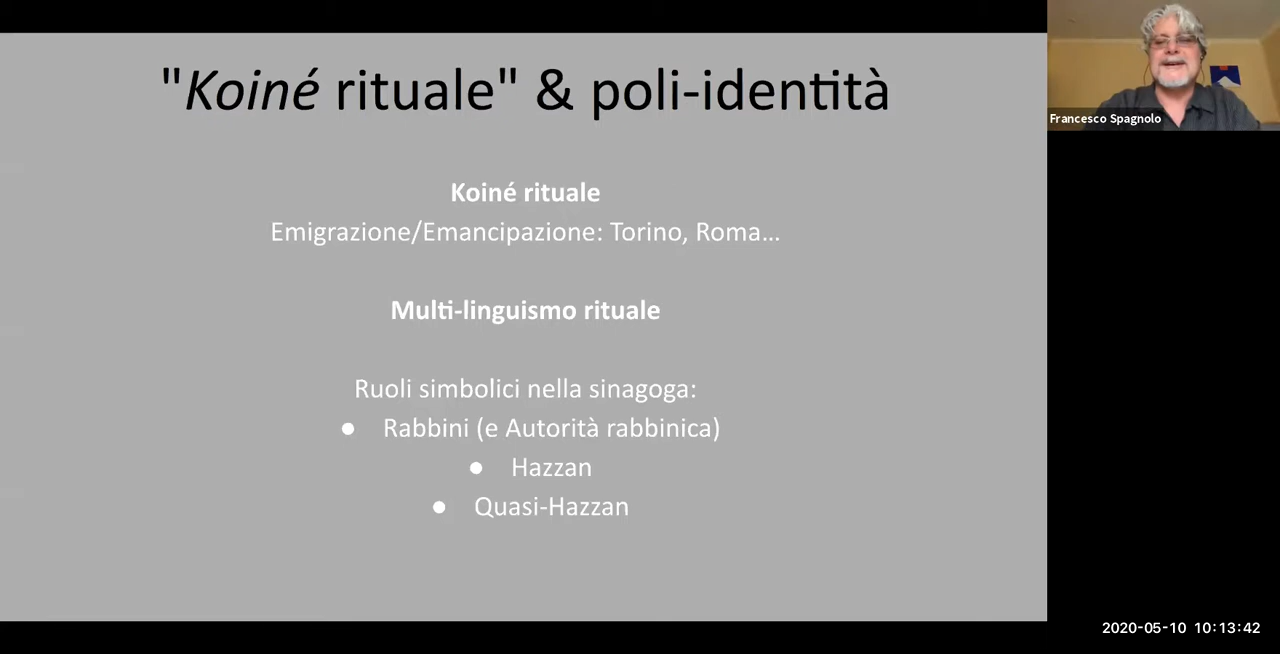 "Koiné rituale" & poli-identità
Koiné rituale
Emigrazione/Emancipazione: Torino, Roma...
Multi-linguismo rituale
Ruoli simbolici nella sinagoga:
● Rabbini (e Autorità rabbinica)
● Hazzan
● Quasi-Hazzan
Francesco Spagnolo
2020-05-10 10:13:42